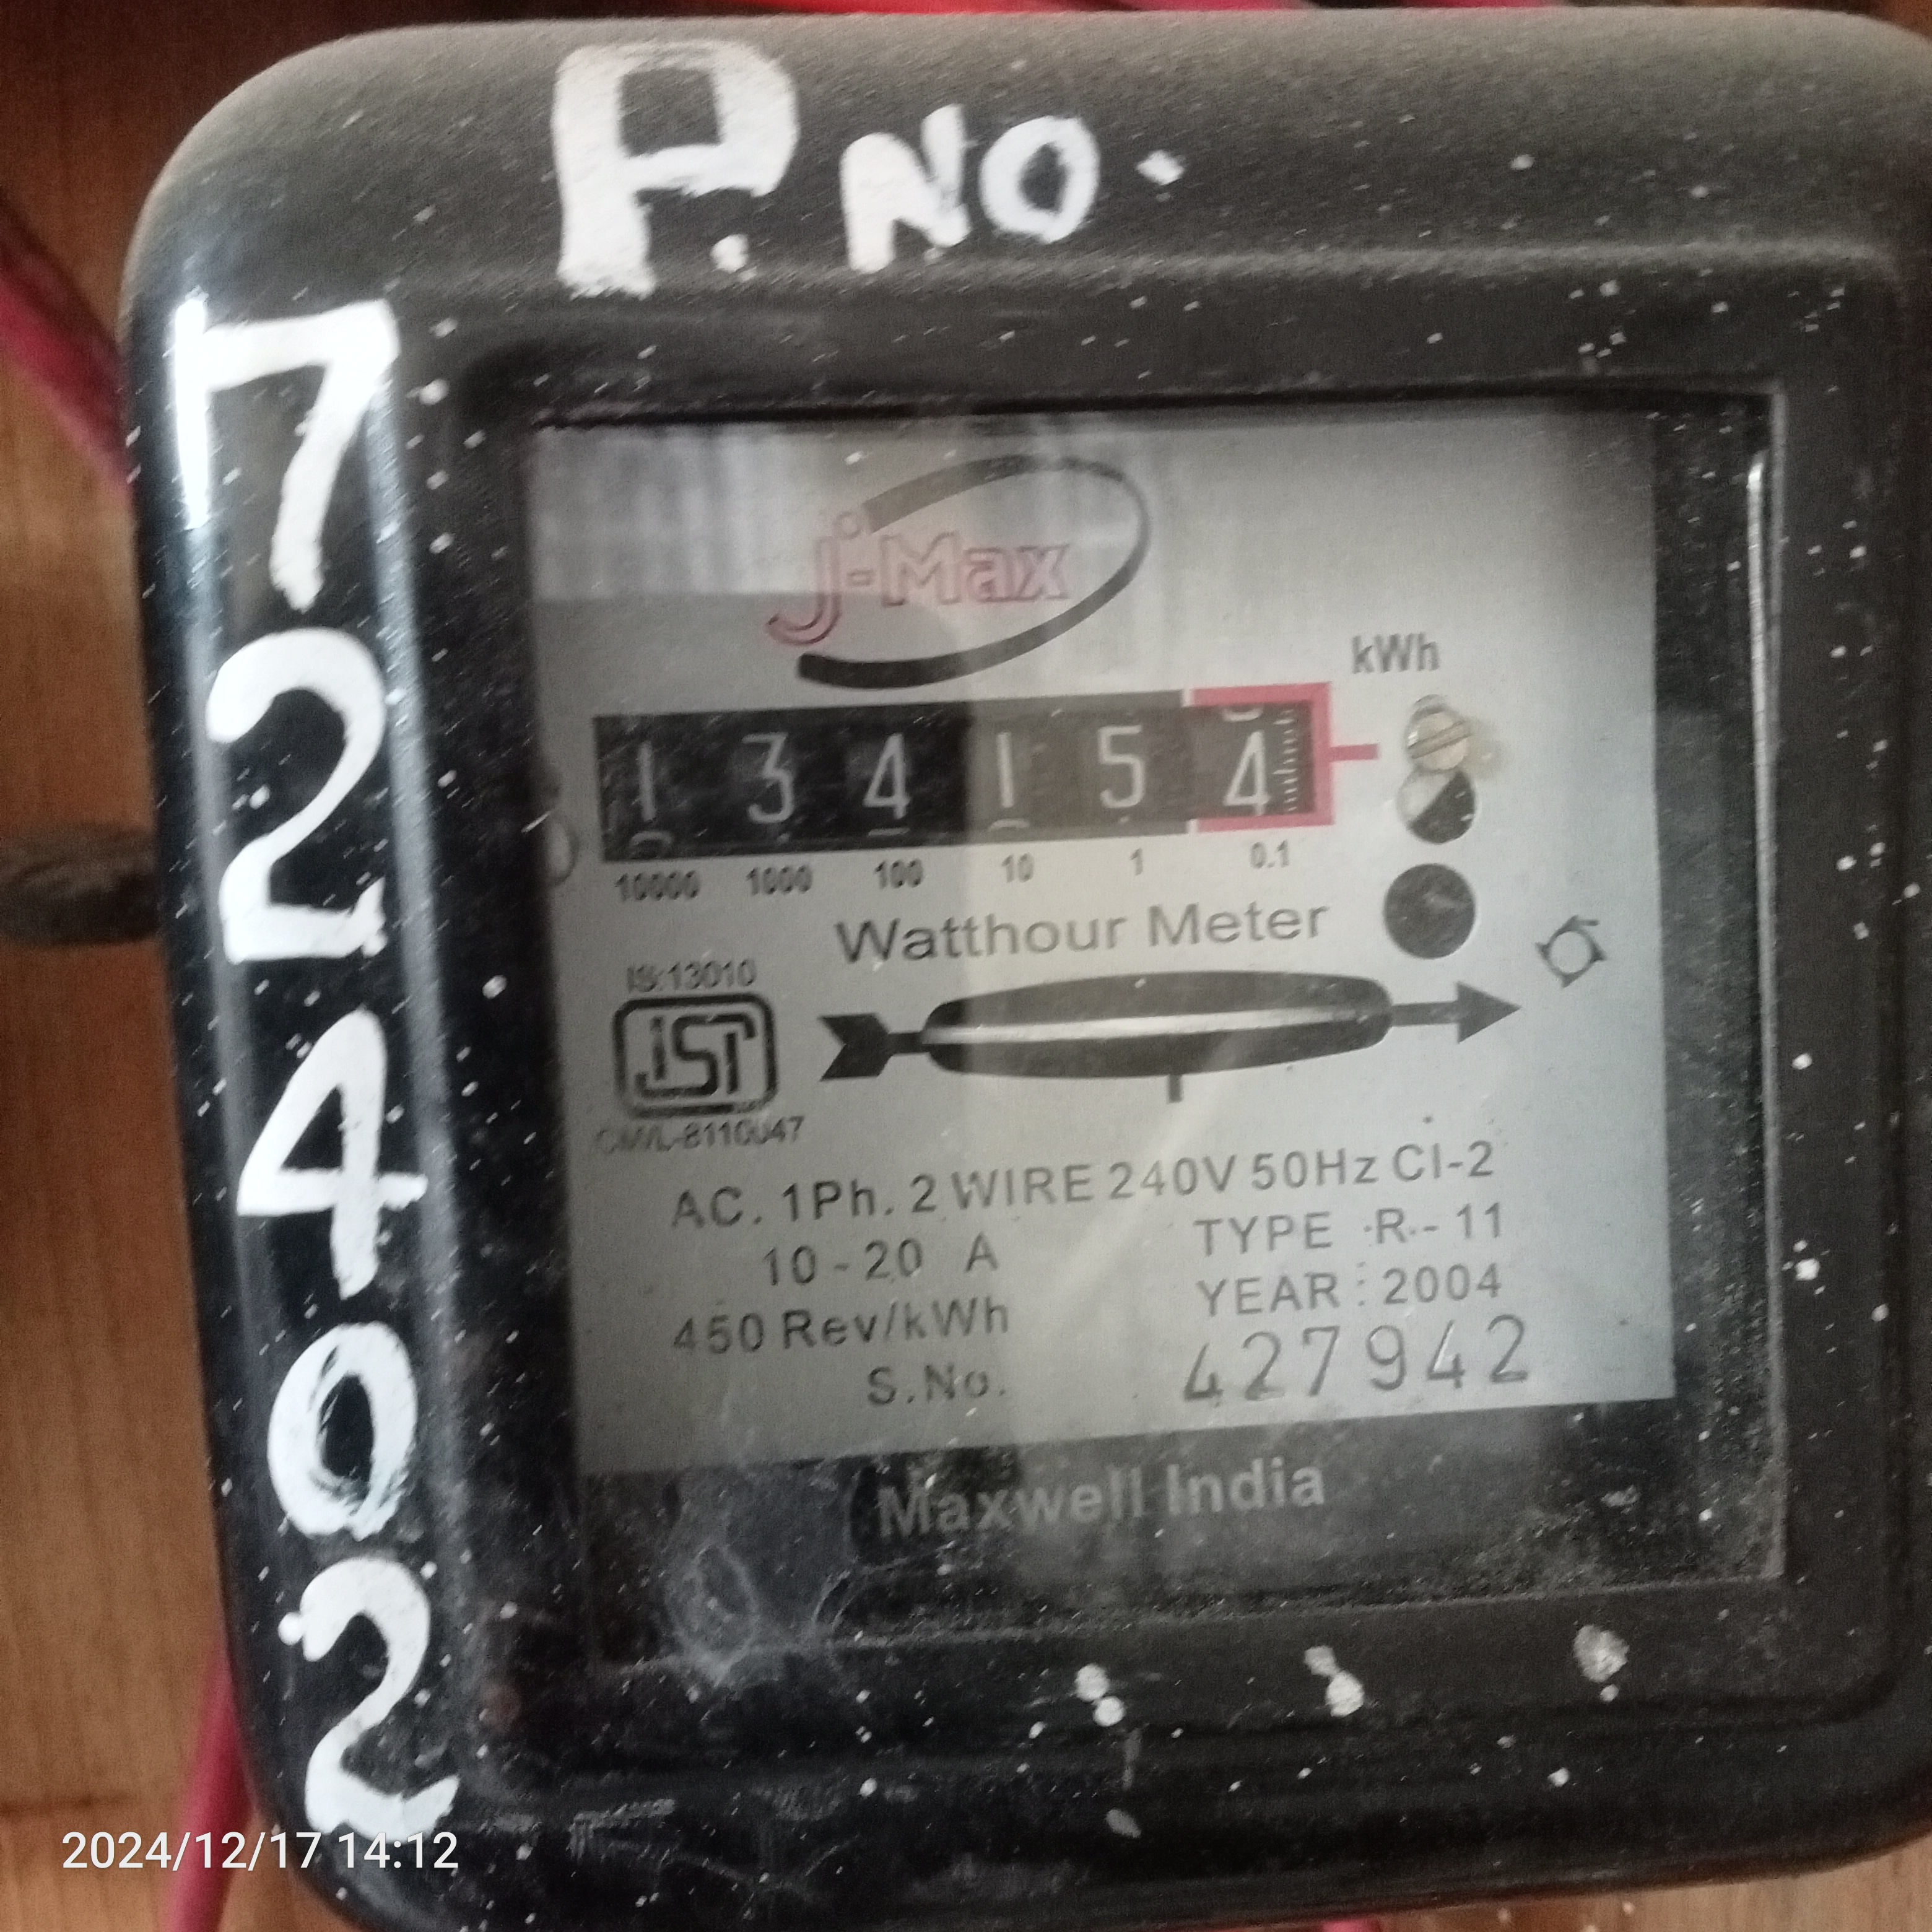 P. NO.
72402
j-Max
kWh
1 3 4 1 5 4
10000 1000 100 10 1 0.1
Watthour Meter
IS:13010
ISI
AC. 1Ph. 2 WIRE 240V 50Hz Cl-2
10-20 A
TYPE R-11
450 Rev/kWh
YEAR : 2004
S.No. 427942
Maxwell India
2024/12/17 14:12